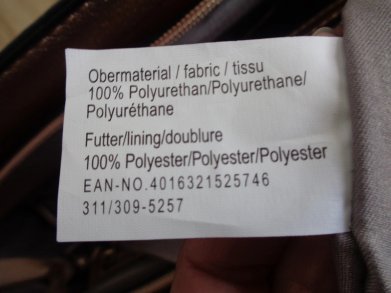 Obermaterial / fabric / tissu
100% Polyurethan/Polyurethane/
Polyuréthane
Futter/lining/doublure
100% Polyester/Polyester/Polyester
EAN-NO.4016321525746
311/309-5257